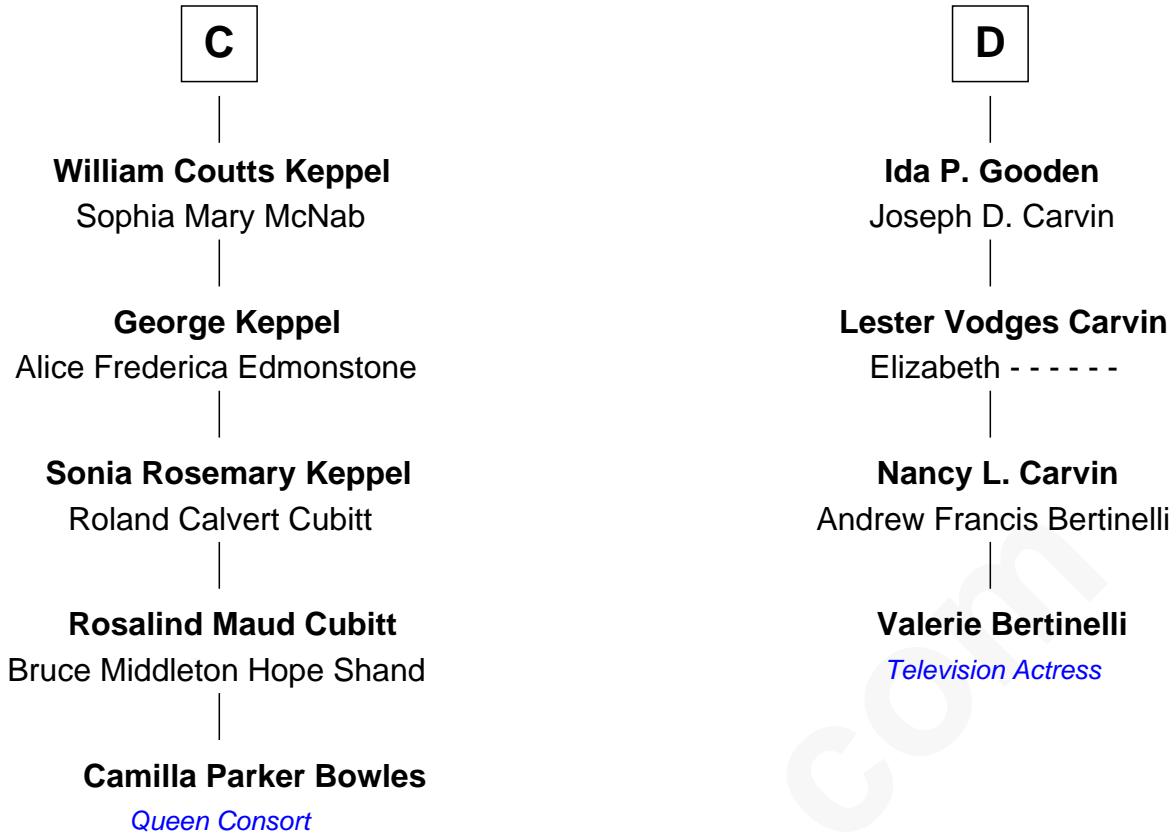 C
William Coutts Keppel
Sophia Mary McNab
George Keppel
Alice Frederica Edmonstone
Sonia Rosemary Keppel
Roland Calvert Cubitt
Rosalind Maud Cubitt
Bruce Middleton Hope Shand
Camilla Parker Bowles
Queen Consort
D
Ida P. Gooden
Joseph D. Carvin
Lester Vodges Carvin
Elizabeth - - - - - -
Nancy L. Carvin
Andrew Francis Bertinelli
Valerie Bertinelli
Television Actress
com